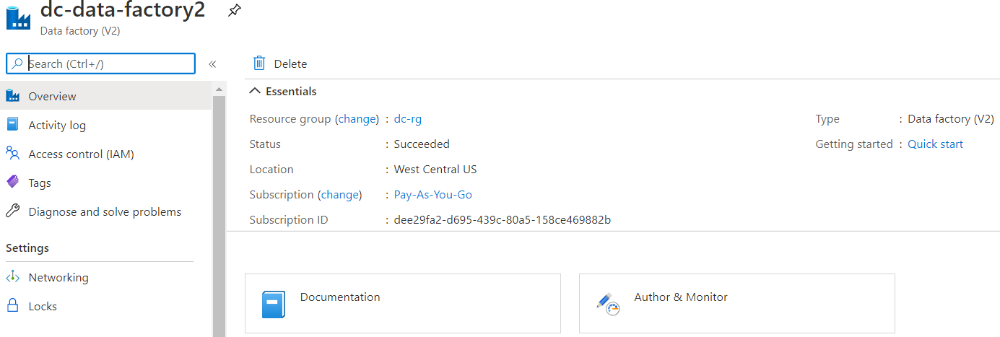 dc-data-factory2
Data factory (V2)
Search (Ctrl+/)
«
Delete
Overview
Activity log
Access control (IAM)
Tags
Diagnose and solve problems
Settings
Networking
Locks
Essentials
Resource group (change) : dc-rg
Status : Succeeded
Location : West Central US
Subscription (change) : Pay-As-You-Go
Subscription ID : dee29fa2-d695-439c-80a5-158ce469882b
Type : Data factory (V2)
Getting started : Quick start
Documentation
Author & Monitor